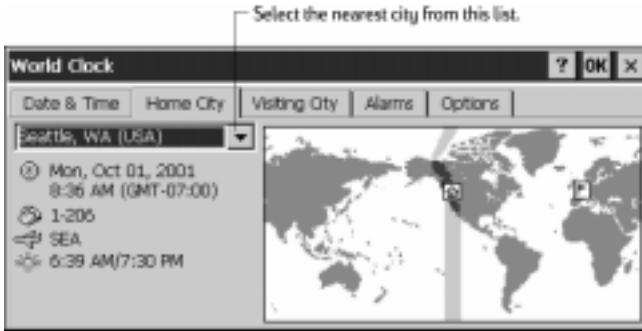 Select the nearest city from this list.
World Clock ? OK ×
Date & Time Home City Visiting City Alarms Options
Seattle, WA (USA)
Mon, Oct 01, 2001
8:36 AM (GMT-07:00)
1-206
SEA
6:39 AM/7:30 PM